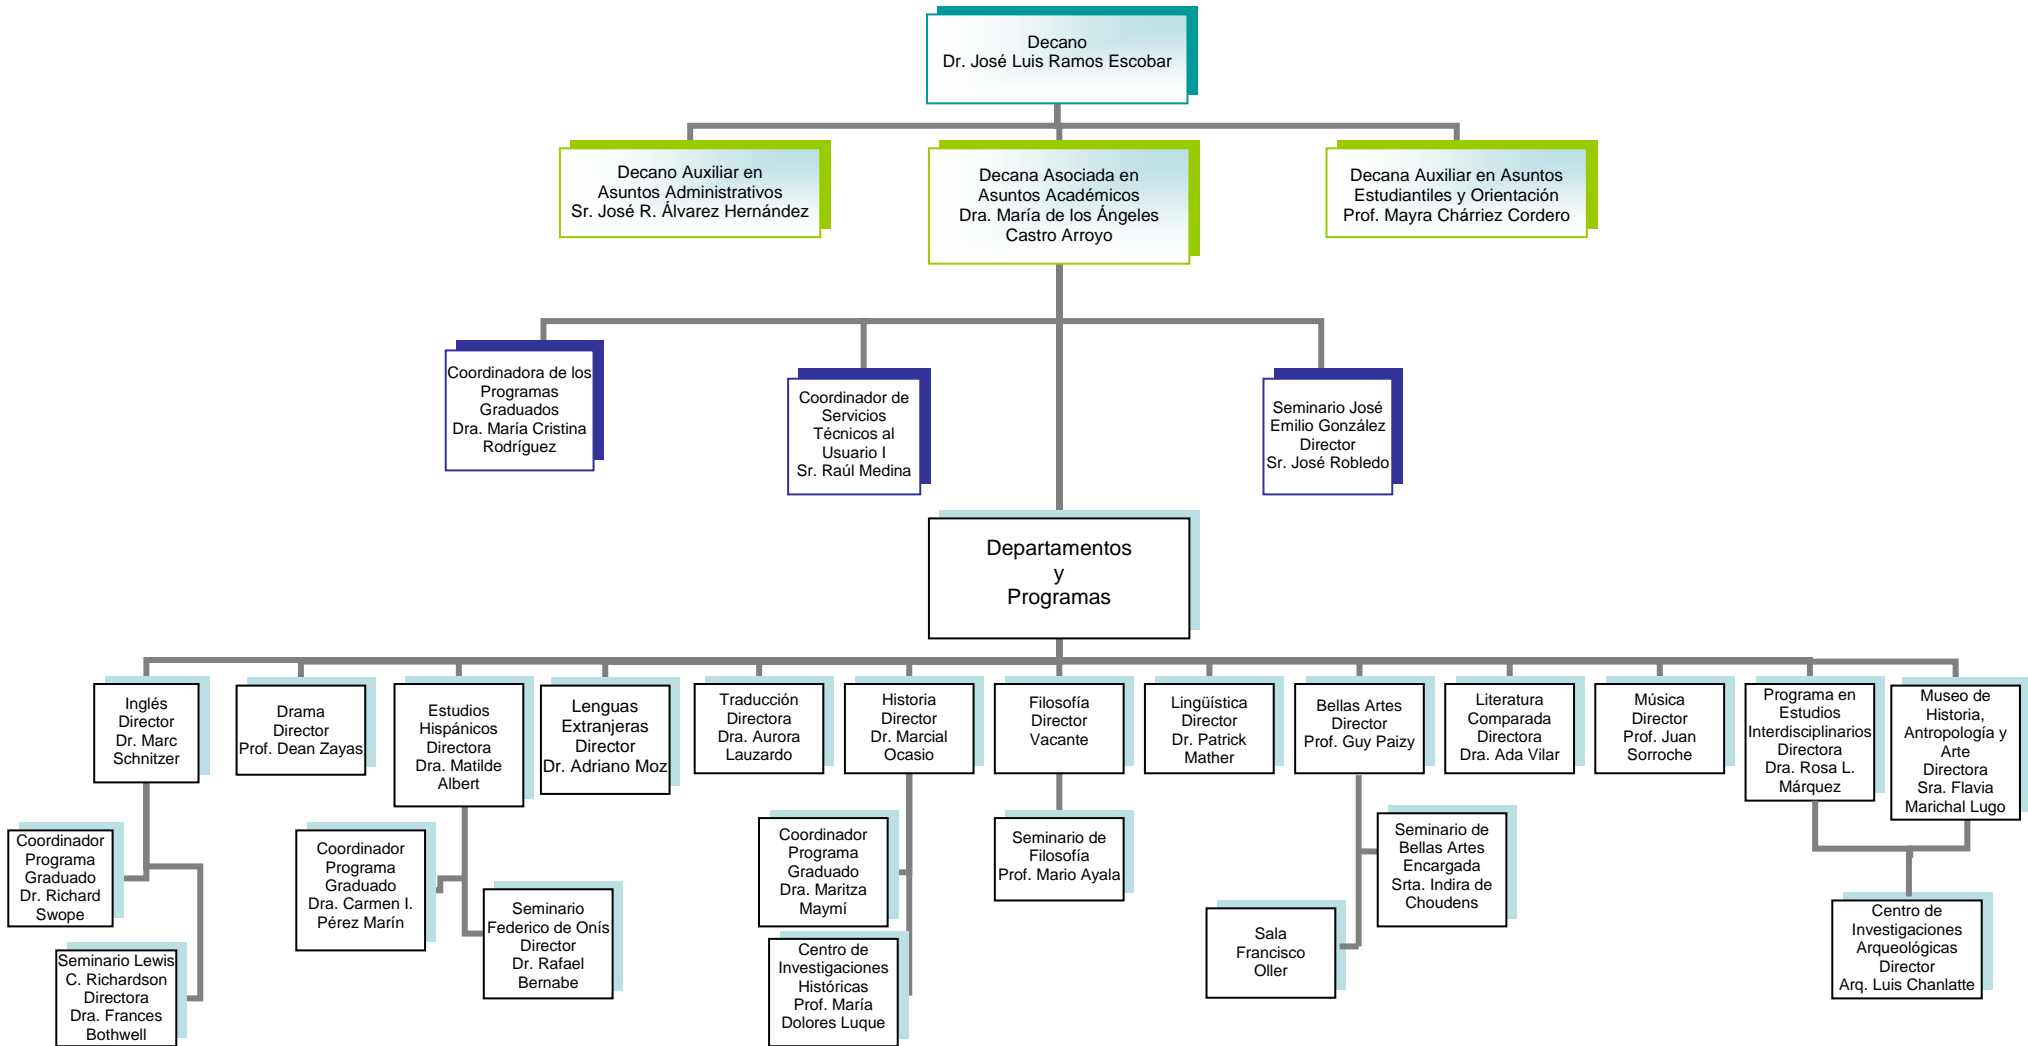 Decano
Dr. José Luis Ramos Escobar
Decano Auxiliar en
Asuntos Administrativos
Sr. José R. Álvarez Hernández
Decana Asociada en
Asuntos Académicos
Dra. María de los Ángeles
Castro Arroyo
Decana Auxiliar en Asuntos
Estudiantiles y Orientación
Prof. Mayra Chárriez Cordero
Coordinadora de los
Programas
Graduados
Dra. María Cristina
Rodríguez
Coordinador de
Servicios
Técnicos al
Usuario I
Sr. Raúl Medina
Seminario José
Emilio González
Director
Sr. José Robledo
Departamentos
y
Programas
Inglés
Director
Dr. Marc
Schnitzer
Drama
Director
Prof. Dean Zayas
Estudios
Hispánicos
Directora
Dra. Matilde
Albert
Lenguas
Extranjeras
Director
Dr. Adriano Moz
Traducción
Directora
Dra. Aurora
Lauzardo
Historia
Director
Dr. Marcial
Ocasio
Filosofía
Director
Vacante
Lingüística
Director
Dr. Patrick
Mather
Bellas Artes
Director
Prof. Guy Paizy
Literatura
Comparada
Directora
Dra. Ada Vilar
Música
Director
Prof. Juan
Sorroche
Programa en
Estudios
Interdisciplinarios
Directora
Dra. Rosa L.
Márquez
Museo de
Historia,
Antropología y
Arte
Directora
Sra. Flavia
Marichal Lugo
Coordinador
Programa
Graduado
Dr. Richard
Swope
Seminario Lewis
C. Richardson
Directora
Dra. Frances
Bothwell
Coordinador
Programa
Graduado
Dra. Carmen I.
Pérez Marín
Seminario
Federico de Onís
Director
Dr. Rafael
Bernabe
Coordinador
Programa
Graduado
Dra. Maritza
Maymí
Centro de
Investigaciones
Históricas
Prof. María
Dolores Luque
Seminario de
Filosofía
Prof. Mario Ayala
Sala
Francisco
Oller
Seminario de
Bellas Artes
Encargada
Srta. Indira de
Choudens
Centro de
Investigaciones
Arqueológicas
Director
Arq. Luis Chanlatte